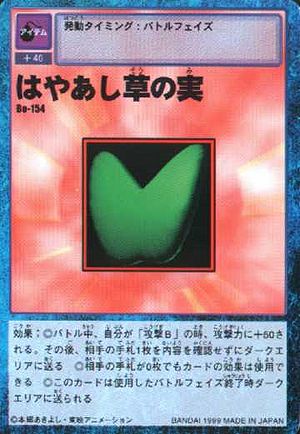 アイテム
発動タイミング：バトルフェイズ
+40
はやあし草の実
Bo-154
効果：◎バトル中、自分が「攻撃B」の時、攻撃力に+60さ
れる。その後、相手の手札1枚を内容を確認せずにダークエ
リアに送る ◎相手の手札が0枚でもカードの効果は使用で
きる ◎このカードは使用したバトルフェイズ終了時ダーク
エリアに送られる
©本郷あきよし・東映アニメーション
BANDAI 1999 MADE IN JAPAN